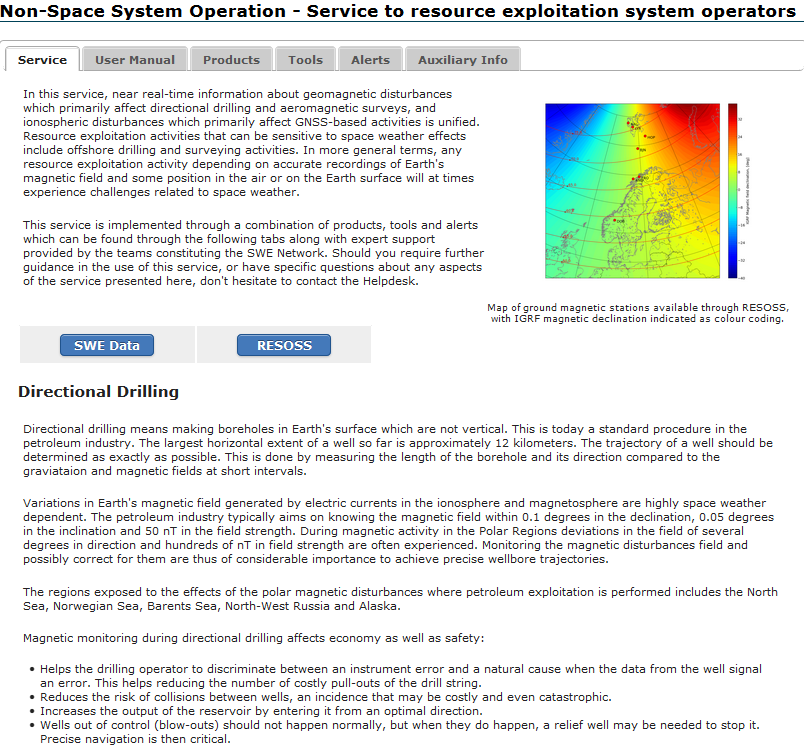 Non-Space System Operation - Service to resource exploitation system operators
Service
User Manual
Products
Tools
Alerts
Auxiliary Info
In this service, near real-time information about geomagnetic disturbances
which primarily affect directional drilling and aeromagnetic surveys, and
ionospheric disturbances which primarily affect GNSS-based activities is unified.
Resource exploitation activities that can be sensitive to space weather effects
include offshore drilling and surveying activities. In more general terms, any
resource exploitation activity depending on accurate recordings of Earth's
magnetic field and some position in the air or on the Earth surface will at times
experience challenges related to space weather.
This service is implemented through a combination of products, tools and alerts
which can be found through the following tabs along with expert support
provided by the teams constituting the SWE Network. Should you require further
guidance in the use of this service, or have specific questions about any aspects
of the service presented here, don't hesitate to contact the Helpdesk.
Map of ground magnetic stations available through RESOSS,
with IGRF magnetic declination indicated as colour coding.
SWE Data
RESOSS
Directional Drilling
Directional drilling means making boreholes in Earth's surface which are not vertical. This is today a standard procedure in the
petroleum industry. The largest horizontal extent of a well so far is approximately 12 kilometers. The trajectory of a well should be
determined as exactly as possible. This is done by measuring the length of the borehole and its direction compared to the
graviataion and magnetic fields at short intervals.
Variations in Earth's magnetic field generated by electric currents in the ionosphere and magnetosphere are highly space weather
dependent. The petroleum industry typically aims on knowing the magnetic field within 0.1 degrees in the declination, 0.05 degrees
in the inclination and 50 nT in the field strength. During magnetic activity in the Polar Regions deviations in the field of several
degrees in direction and hundreds of nT in field strength are often experienced. Monitoring the magnetic disturbances field and
possibly correct for them are thus of considerable importance to achieve precise wellbore trajectories.
The regions exposed to the effects of the polar magnetic disturbances where petroleum exploitation is performed includes the North
Sea, Norwegian Sea, Barents Sea, North-West Russia and Alaska.
Magnetic monitoring during directional drilling affects economy as well as safety:
• Helps the drilling operator to discriminate between an instrument error and a natural cause when the data from the well signal
an error. This helps reducing the number of costly pull-outs of the drill string.
• Reduces the risk of collisions between wells, an incidence that may be costly and even catastrophic.
• Increases the output of the reservoir by entering it from an optimal direction.
• Wells out of control (blow-outs) should not happen normally, but when they do happen, a relief well may be needed to stop it.
Precise navigation is then critical.